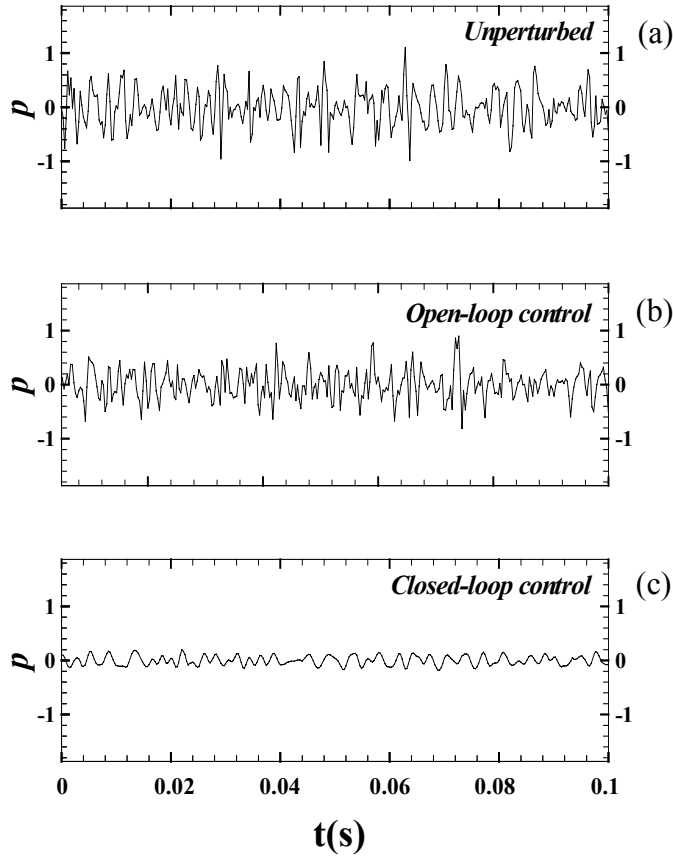 Unperturbed (a)
1 1
p 0 0
-1 -1
Open-loop control (b)
1 1
p 0 0
-1 -1
Closed-loop control (c)
1 1
p 0 0
-1 -1
0 0.02 0.04 0.06 0.08 0.1
t(s)